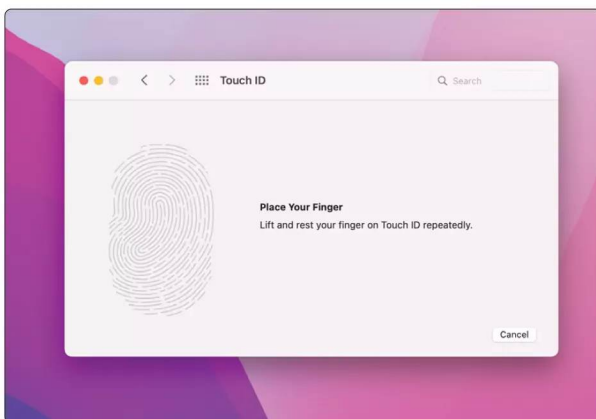 Touch ID
Search
Place Your Finger
Lift and rest your finger on Touch ID repeatedly.
Cancel